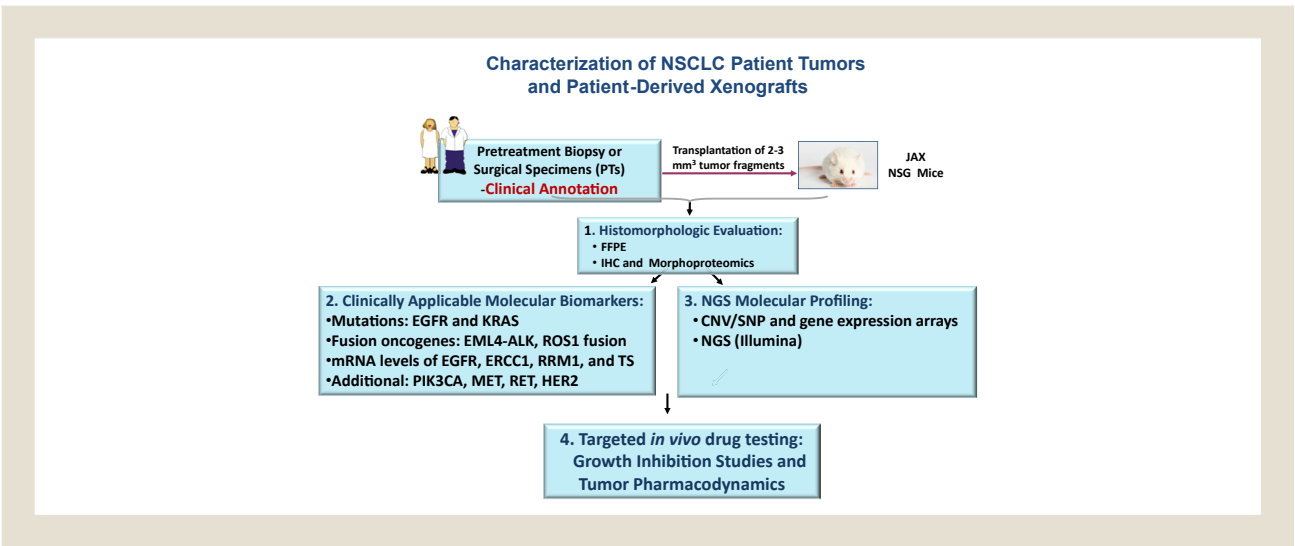 Characterization of NSCLC Patient Tumors
and Patient-Derived Xenografts
Pretreatment Biopsy or
Surgical Specimens (PTs)
-Clinical Annotation
Transplantation of 2-3
mm³ tumor fragments
JAX
NSG Mice
1. Histomorphologic Evaluation:
• FFPE
• IHC and Morphoproteomics
2. Clinically Applicable Molecular Biomarkers:
•Mutations: EGFR and KRAS
•Fusion oncogenes: EML4-ALK, ROS1 fusion
•mRNA levels of EGFR, ERCC1, RRM1, and TS
•Additional: PIK3CA, MET, RET, HER2
3. NGS Molecular Profiling:
• CNV/SNP and gene expression arrays
• NGS (Illumina)
4. Targeted in vivo drug testing:
Growth Inhibition Studies and
Tumor Pharmacodynamics